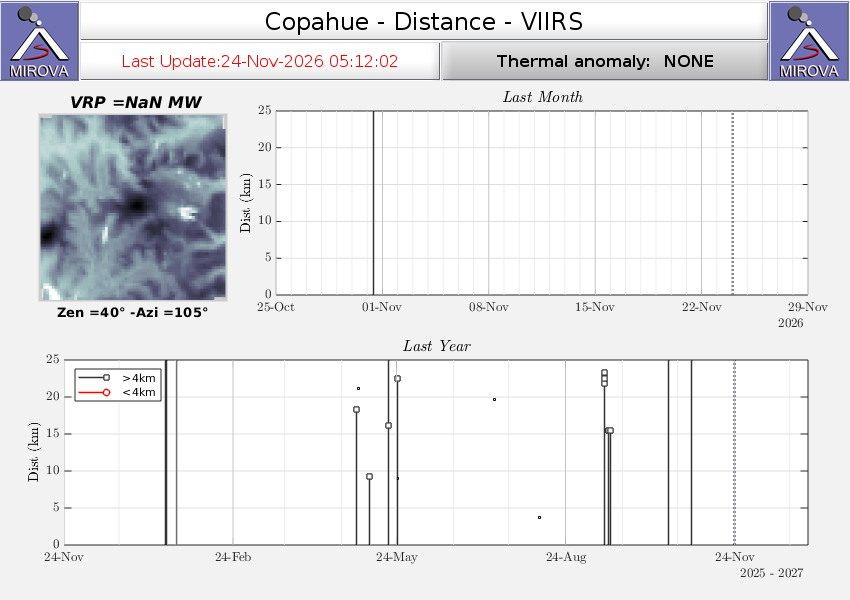 Copahue - Distance - VIIRS
MIROVA
Last Update:24-Nov-2026 05:12:02
Thermal anomaly: NONE
MIROVA
VRP =NaN MW
Zen =40° -Azi =105°
Last Month
Dist (km)
25
20
15
10
5
0
25-Oct 01-Nov 08-Nov 15-Nov 22-Nov 29-Nov
2026
Last Year
Dist (km)
25
20
15
10
5
0
>4km
<4km
24-Nov 24-Feb 24-May 24-Aug 24-Nov
2025 - 2027